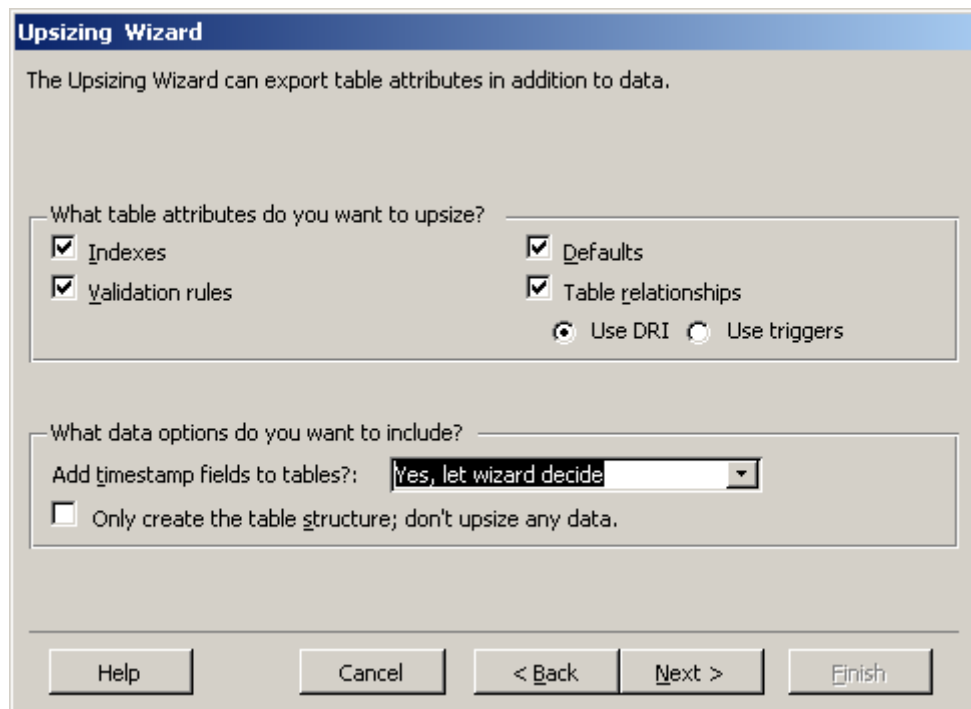 Upsizing Wizard
The Upsizing Wizard can export table attributes in addition to data.
What table attributes do you want to upsize?
Indexes
Defaults
Validation rules
Table relationships
Use DRI
Use triggers
What data options do you want to include?
Add timestamp fields to tables?: Yes, let wizard decide
Only create the table structure; don't upsize any data.
Help
Cancel
< Back
Next >
Finish